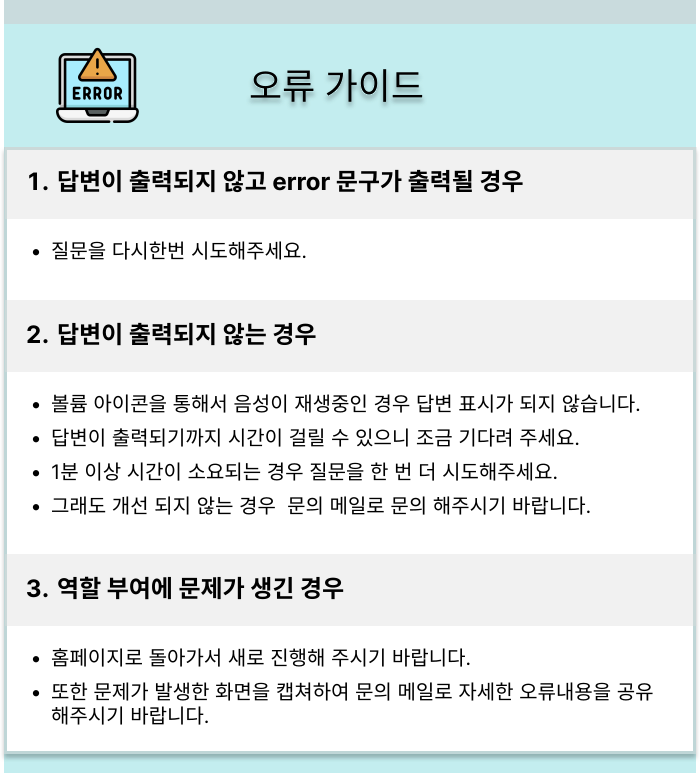 ERROR
오류 가이드
1. 답변이 출력되지 않고 error 문구가 출력될 경우
• 질문을 다시한번 시도해주세요.
2. 답변이 출력되지 않는 경우
• 볼륨 아이콘을 통해서 음성이 재생중인 경우 답변 표시가 되지 않습니다.
• 답변이 출력되기까지 시간이 걸릴 수 있으니 조금 기다려 주세요.
• 1분 이상 시간이 소요되는 경우 질문을 한 번 더 시도해주세요.
• 그래도 개선 되지 않는 경우  문의 메일로 문의 해주시기 바랍니다.
3. 역할 부여에 문제가 생긴 경우
• 홈페이지로 돌아가서 새로 진행해 주시기 바랍니다.
• 또한 문제가 발생한 화면을 캡쳐하여 문의 메일로 자세한 오류내용을 공유
해주시기 바랍니다.